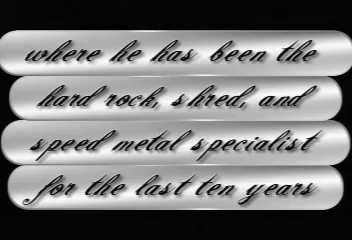 where he has been the
hard rock, shred, and
speed metal specialist
for the last ten years